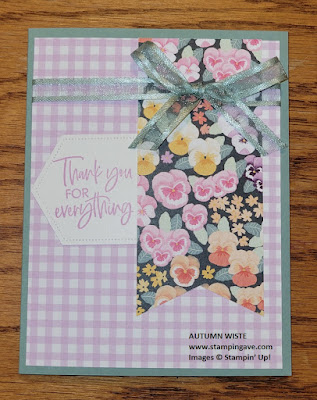 Thank you
FOR
everything
AUTUMN WISTE
www.stampingave.com
Images © Stampin' Up!